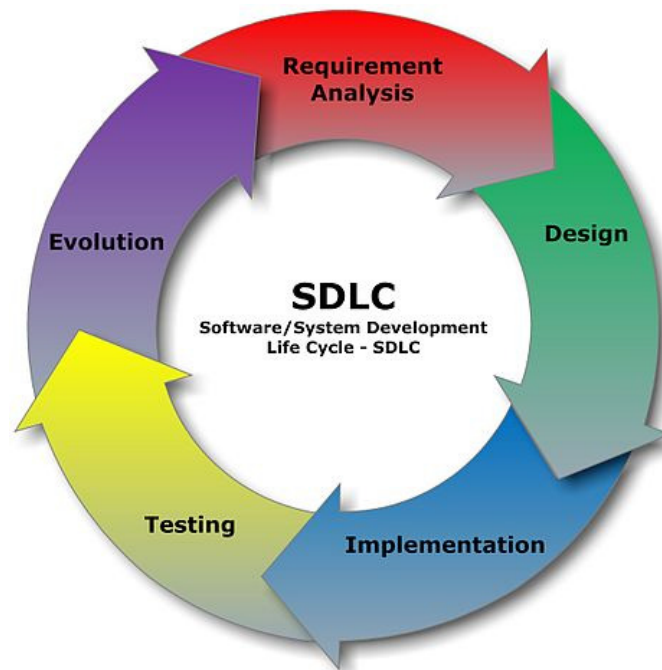 Requirement
Analysis
Design
Evolution
SDLC
Software/System Development
Life Cycle - SDLC
Testing
Implementation